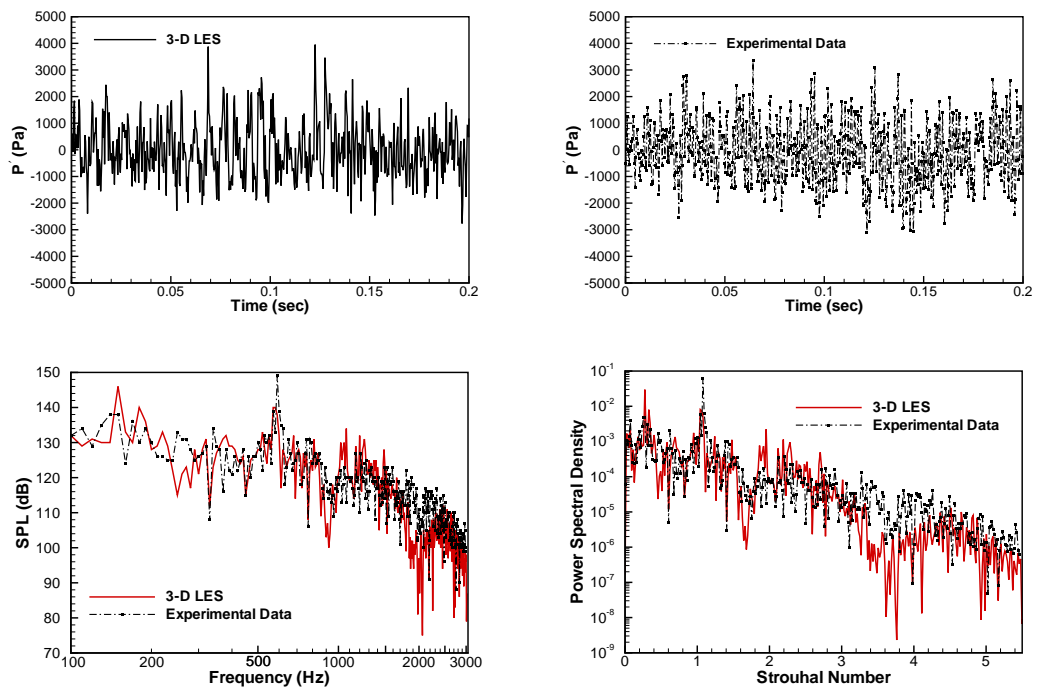 5000
4000
3000
2000
1000
0
-1000
-2000
-3000
-4000
-5000
P′ (Pa)
3-D LES
0 0.05 0.1 0.15 0.2
Time (sec)
5000
4000
3000
2000
1000
0
-1000
-2000
-3000
-4000
-5000
P′ (Pa)
Experimental Data
0 0.05 0.1 0.15 0.2
Time (sec)
150
140
130
120
110
100
90
80
70
SPL (dB)
3-D LES
Experimental Data
100 200 500 1000 2000 3000
Frequency (Hz)
10-1
10-2
10-3
10-4
10-5
10-6
10-7
10-8
10-9
Power Spectral Density
3-D LES
Experimental Data
0 1 2 3 4 5
Strouhal Number